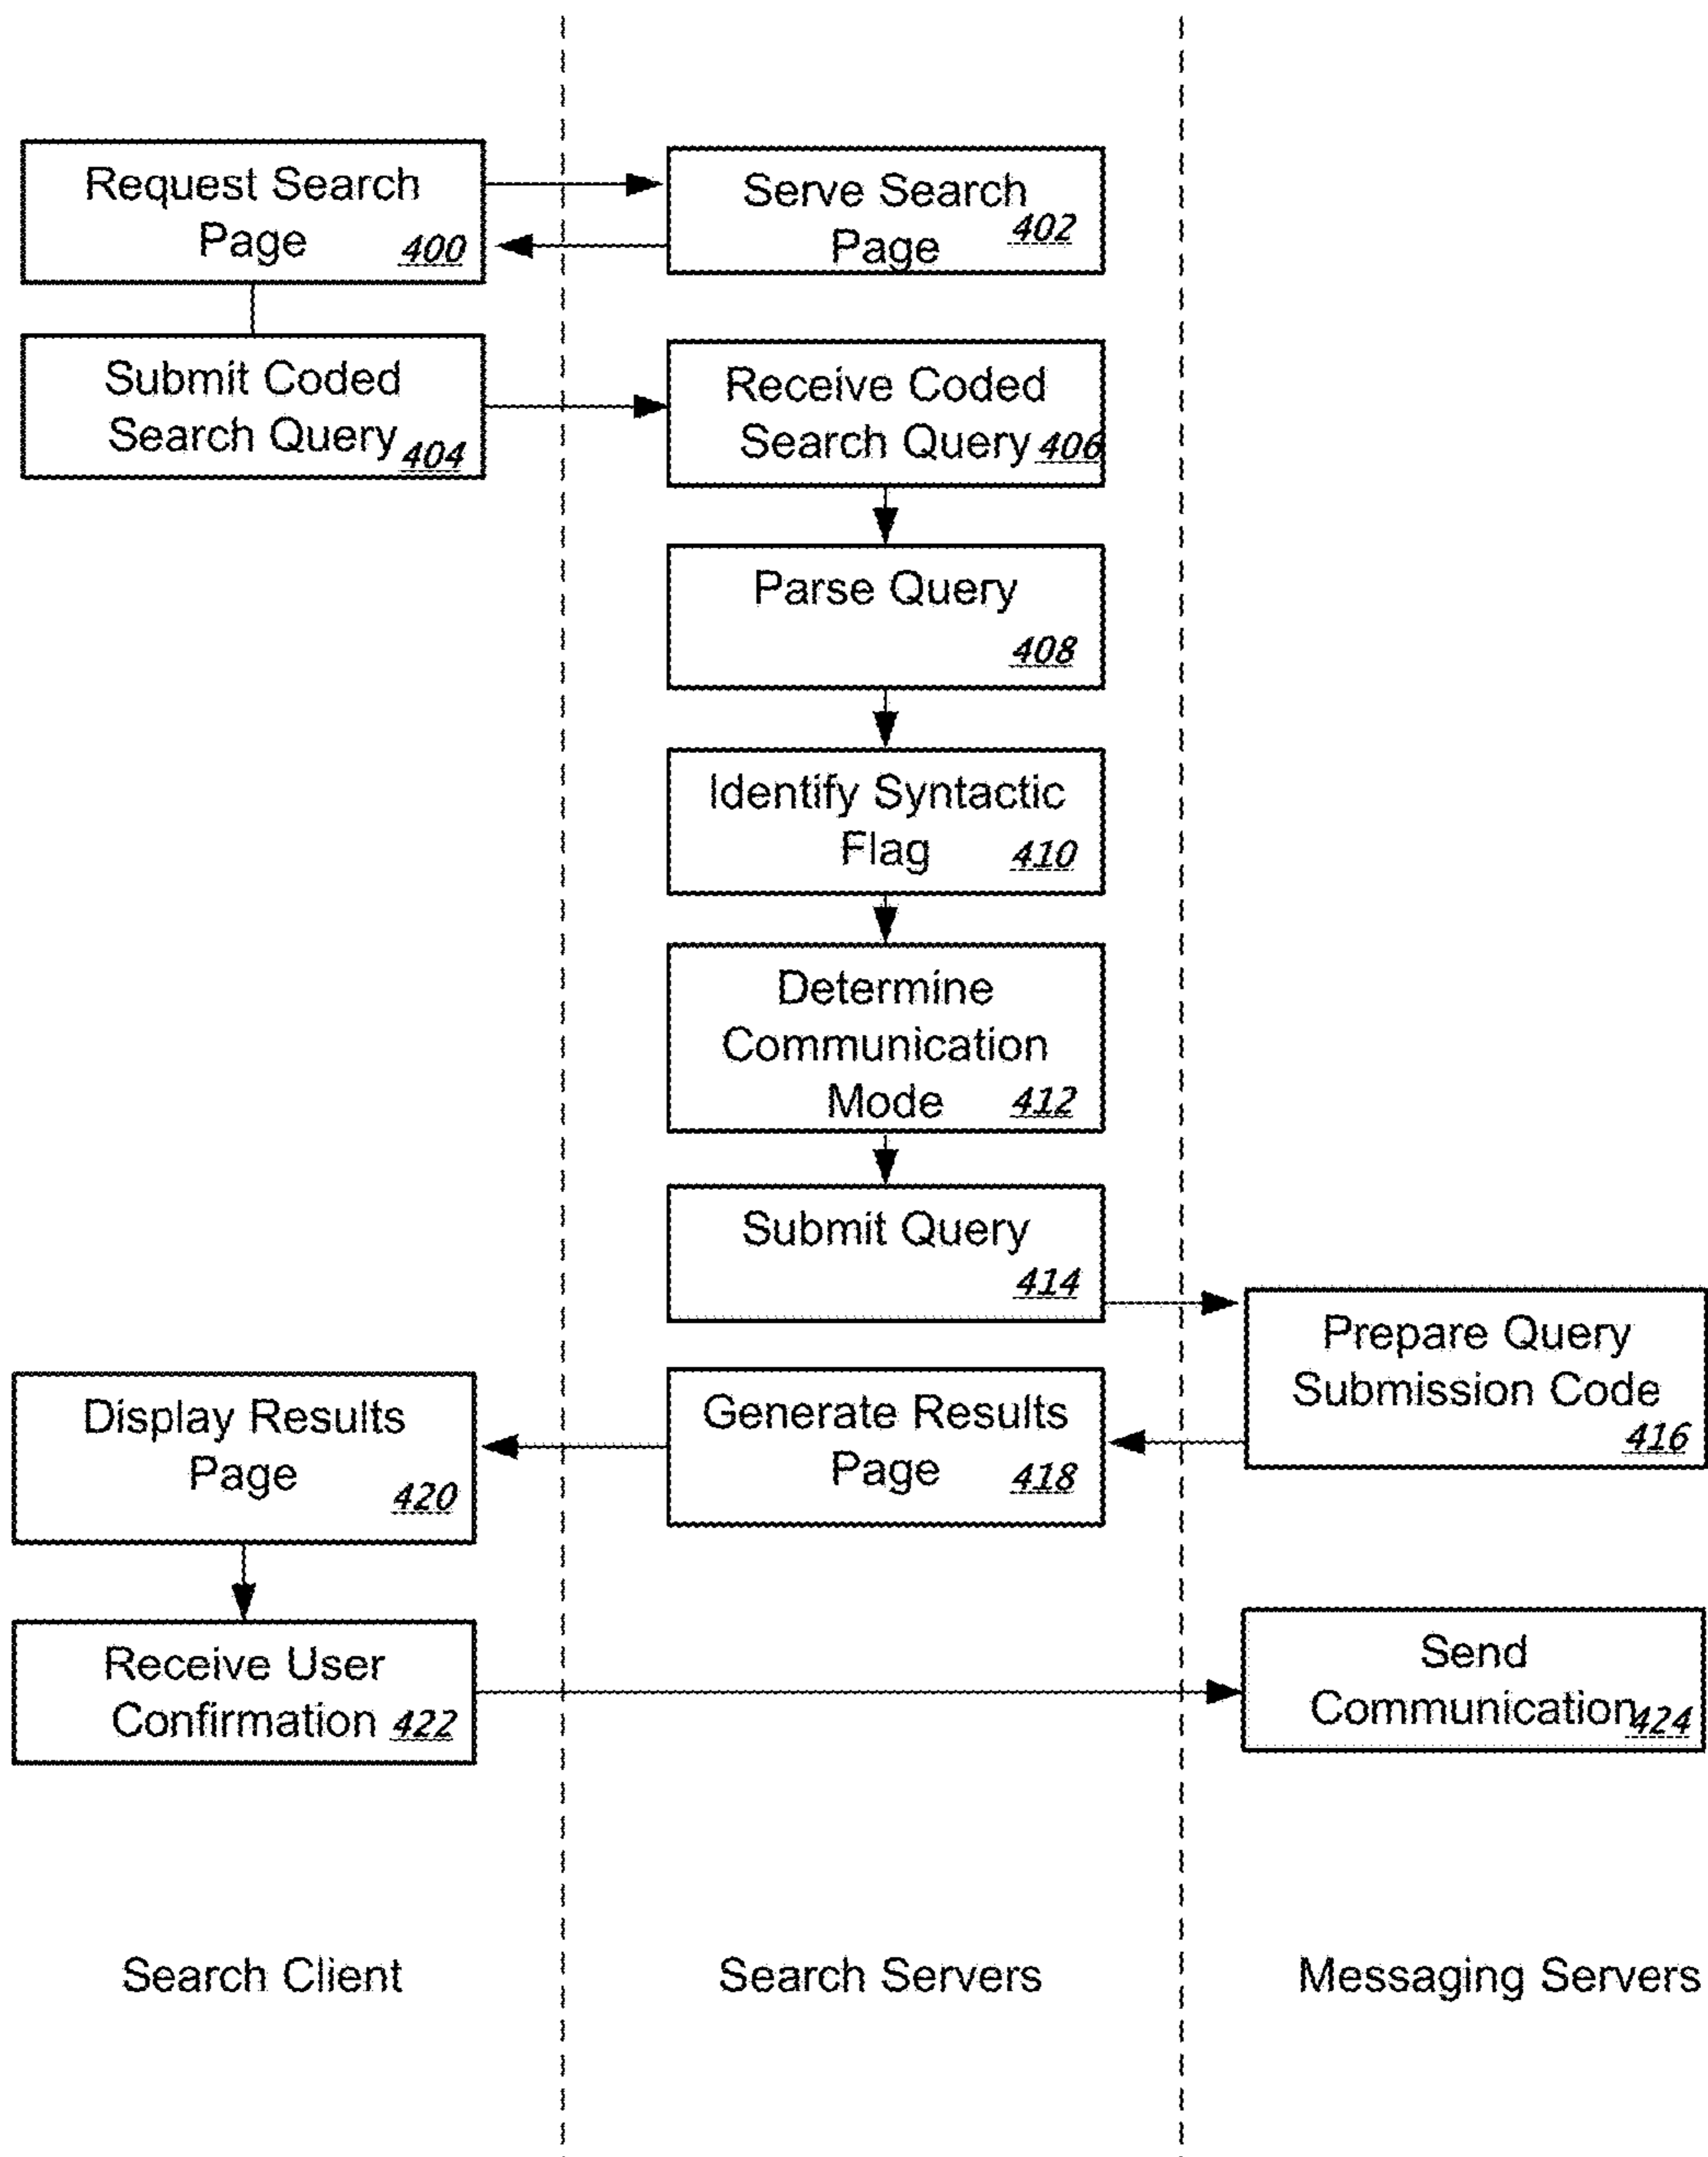 Request Search
Page 400
Serve Search
Page 402
Submit Coded
Search Query 404
Receive Coded
Search Query 406
Parse Query
408
Identify Syntactic
Flag 410
Determine
Communication
Mode 412
Submit Query
414
Prepare Query
Submission Code
416
Generate Results
Page 418
Display Results
Page
420
Receive User
Confirmation 422
Send
Communication 424
Search Client
Search Servers
Messaging Servers